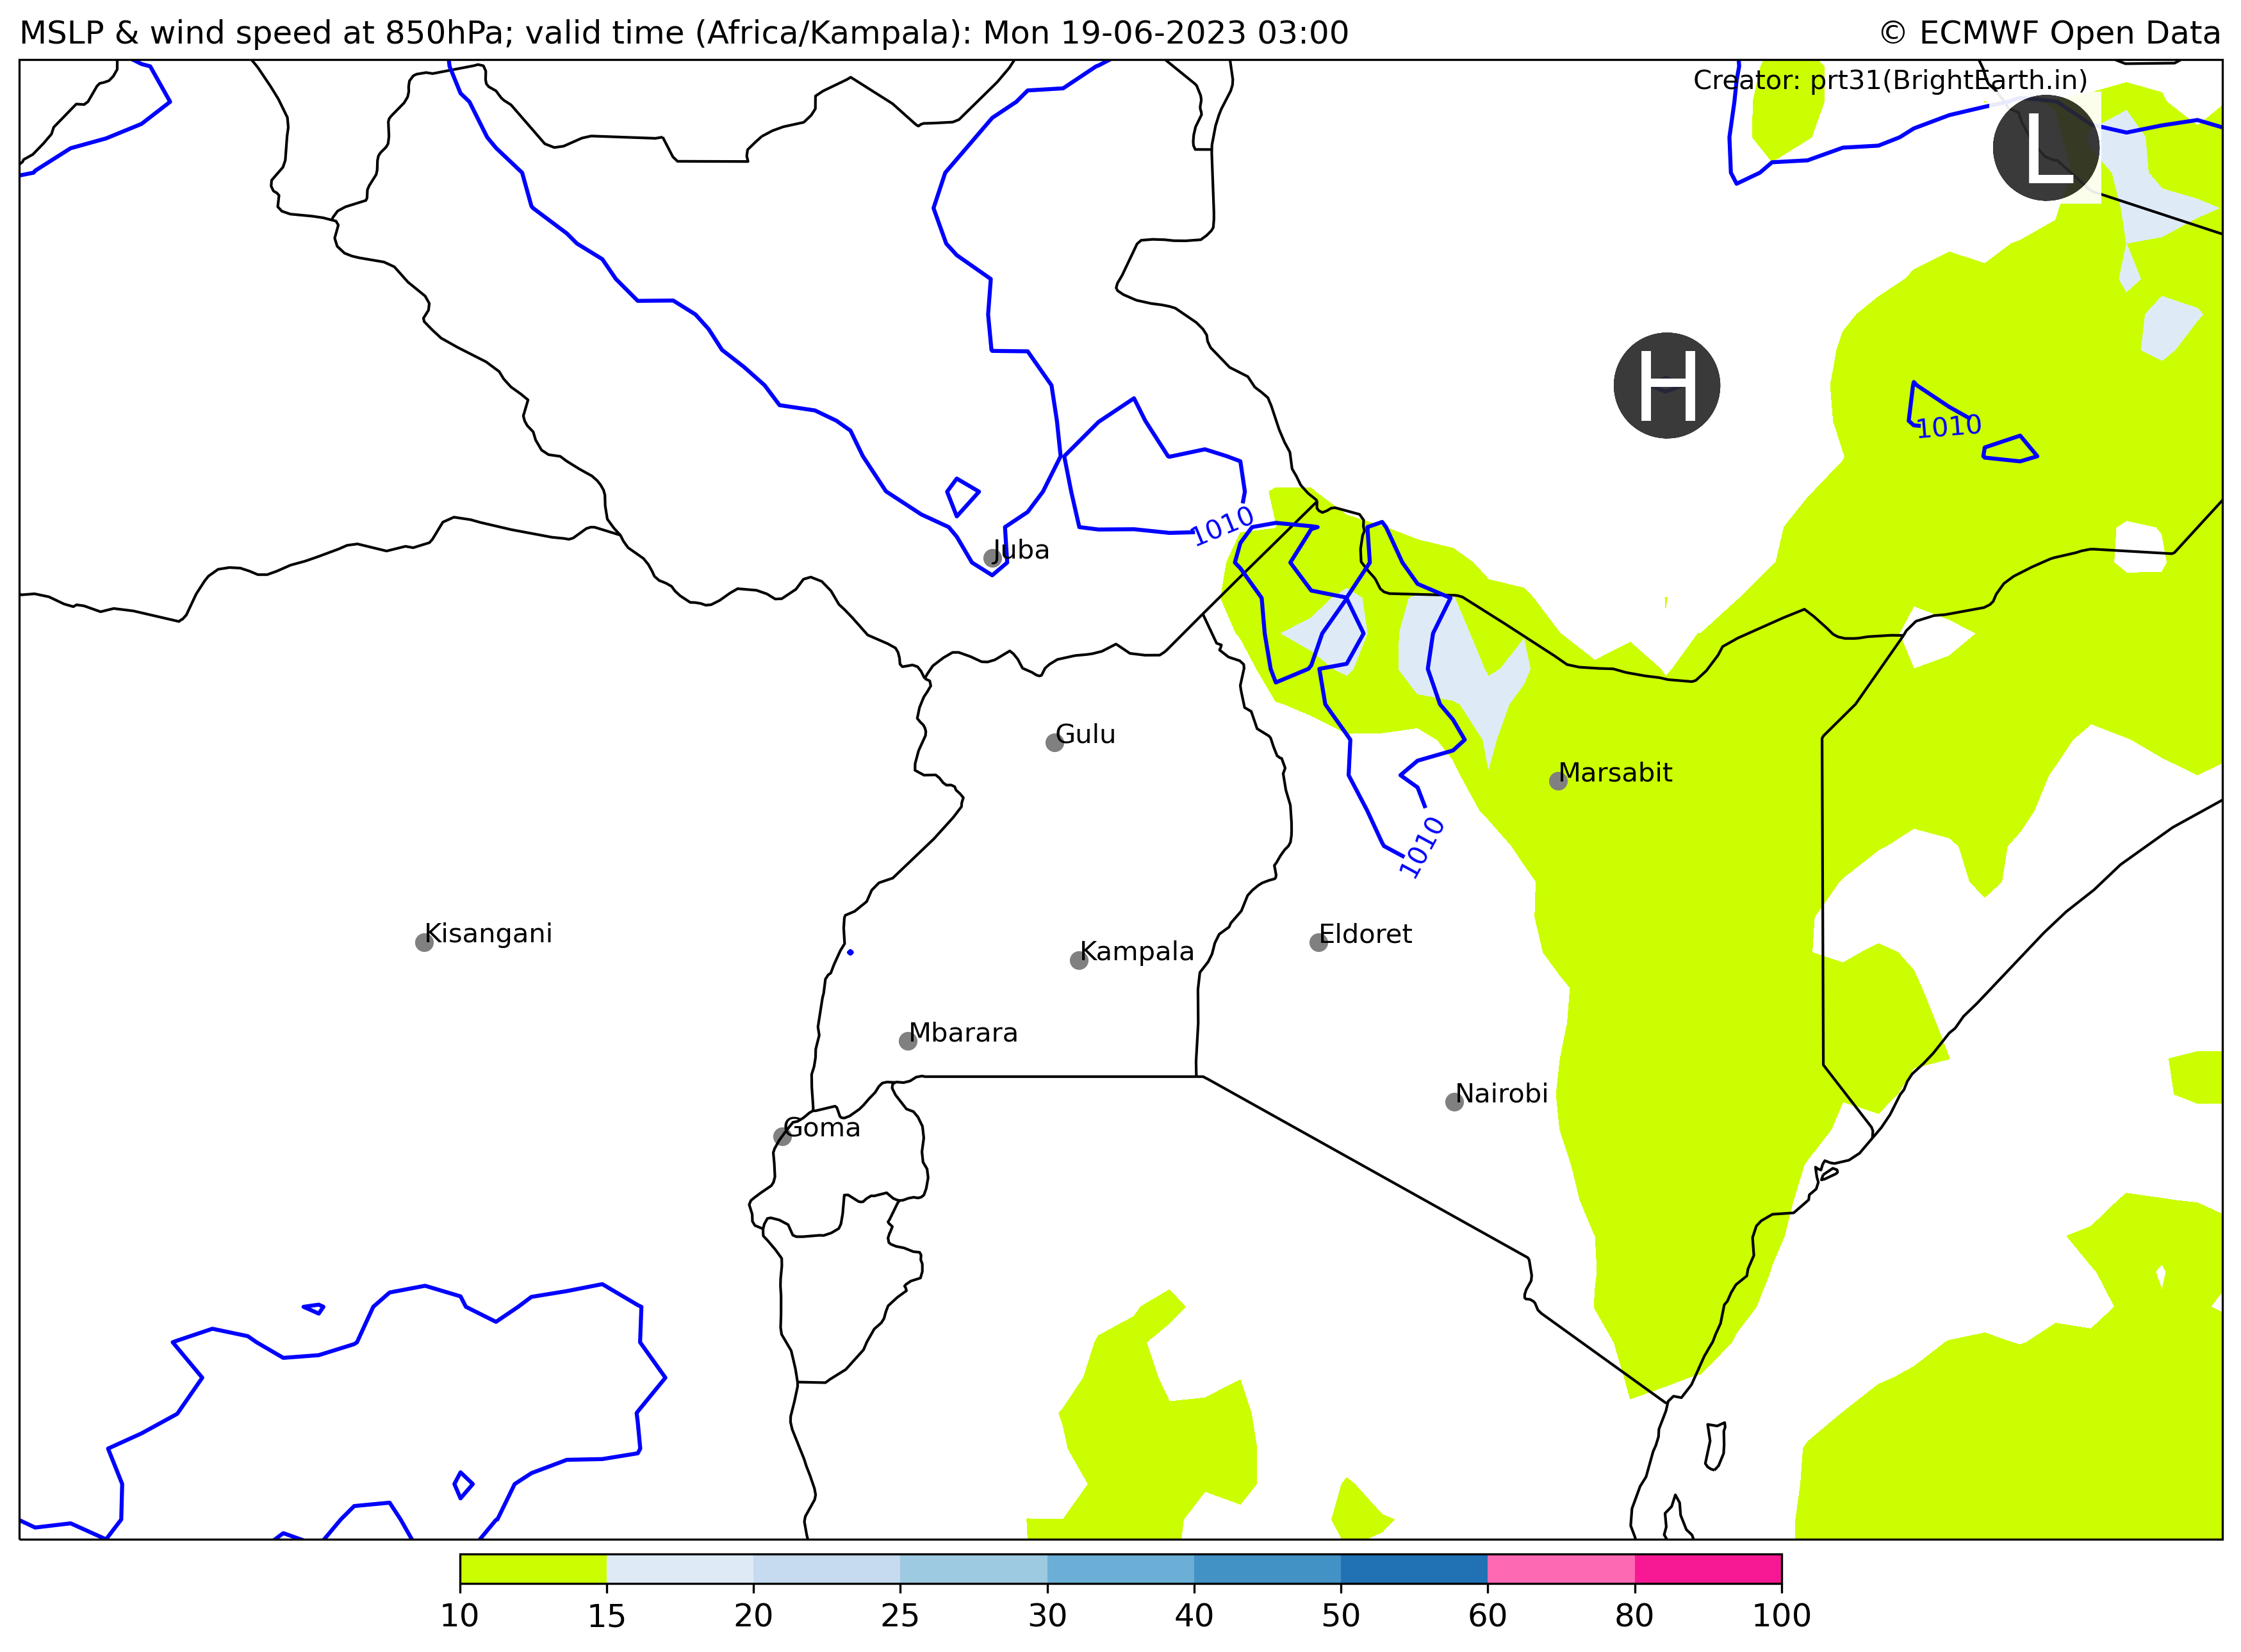 MSLP & wind speed at 850hPa; valid time (Africa/Kampala): Mon 19-06-2023 03:00
© ECMWF Open Data
Creator: prt31(BrightEarth.in)
L
H
1010
1010
Juba
Gulu
Marsabit
1010
Kisangani
Eldoret
Kampala
Mbarara
Nairobi
Goma
10 15 20 25 30 40 50 60 80 100